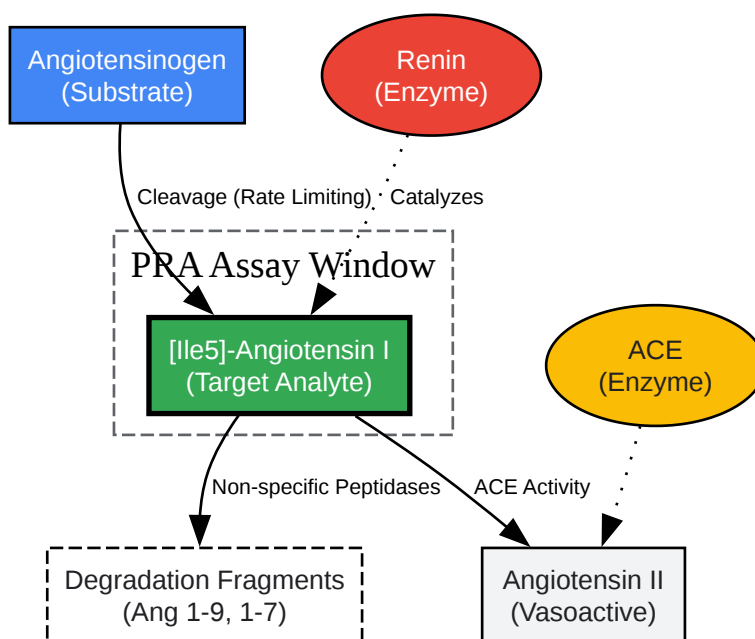 Angiotensinogen
(Substrate)
Renin
(Enzyme)
Cleavage (Rate Limiting)
Catalyzes
PRA Assay Window
[Ile5]-Angiotensin I
(Target Analyte)
ACE
(Enzyme)
Non-specific Peptidases
ACE Activity
Degradation Fragments
(Ang 1-9, 1-7)
Angiotensin II
(Vasoactive)